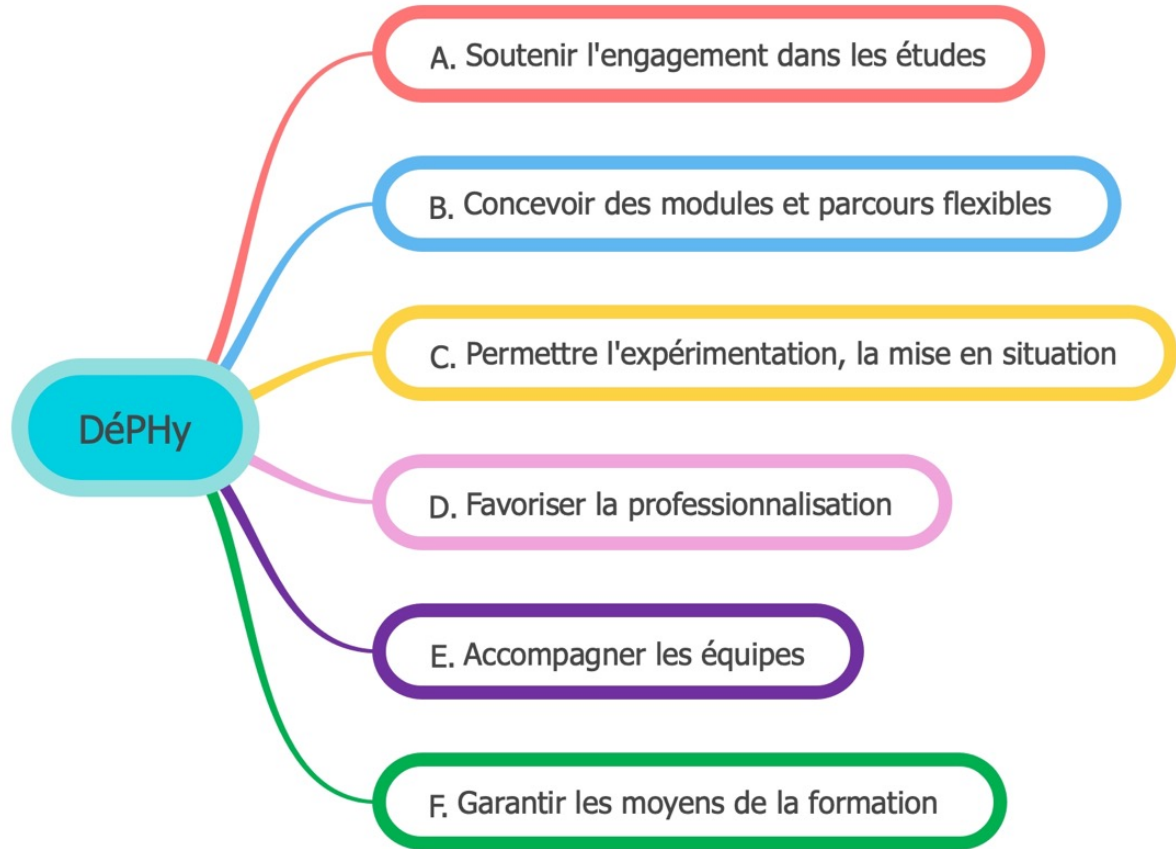 A. Soutenir l'engagement dans les études
B. Concevoir des modules et parcours flexibles
C. Permettre l'expérimentation, la mise en situation
DéPHy
D. Favoriser la professionnalisation
E. Accompagner les équipes
F. Garantir les moyens de la formation